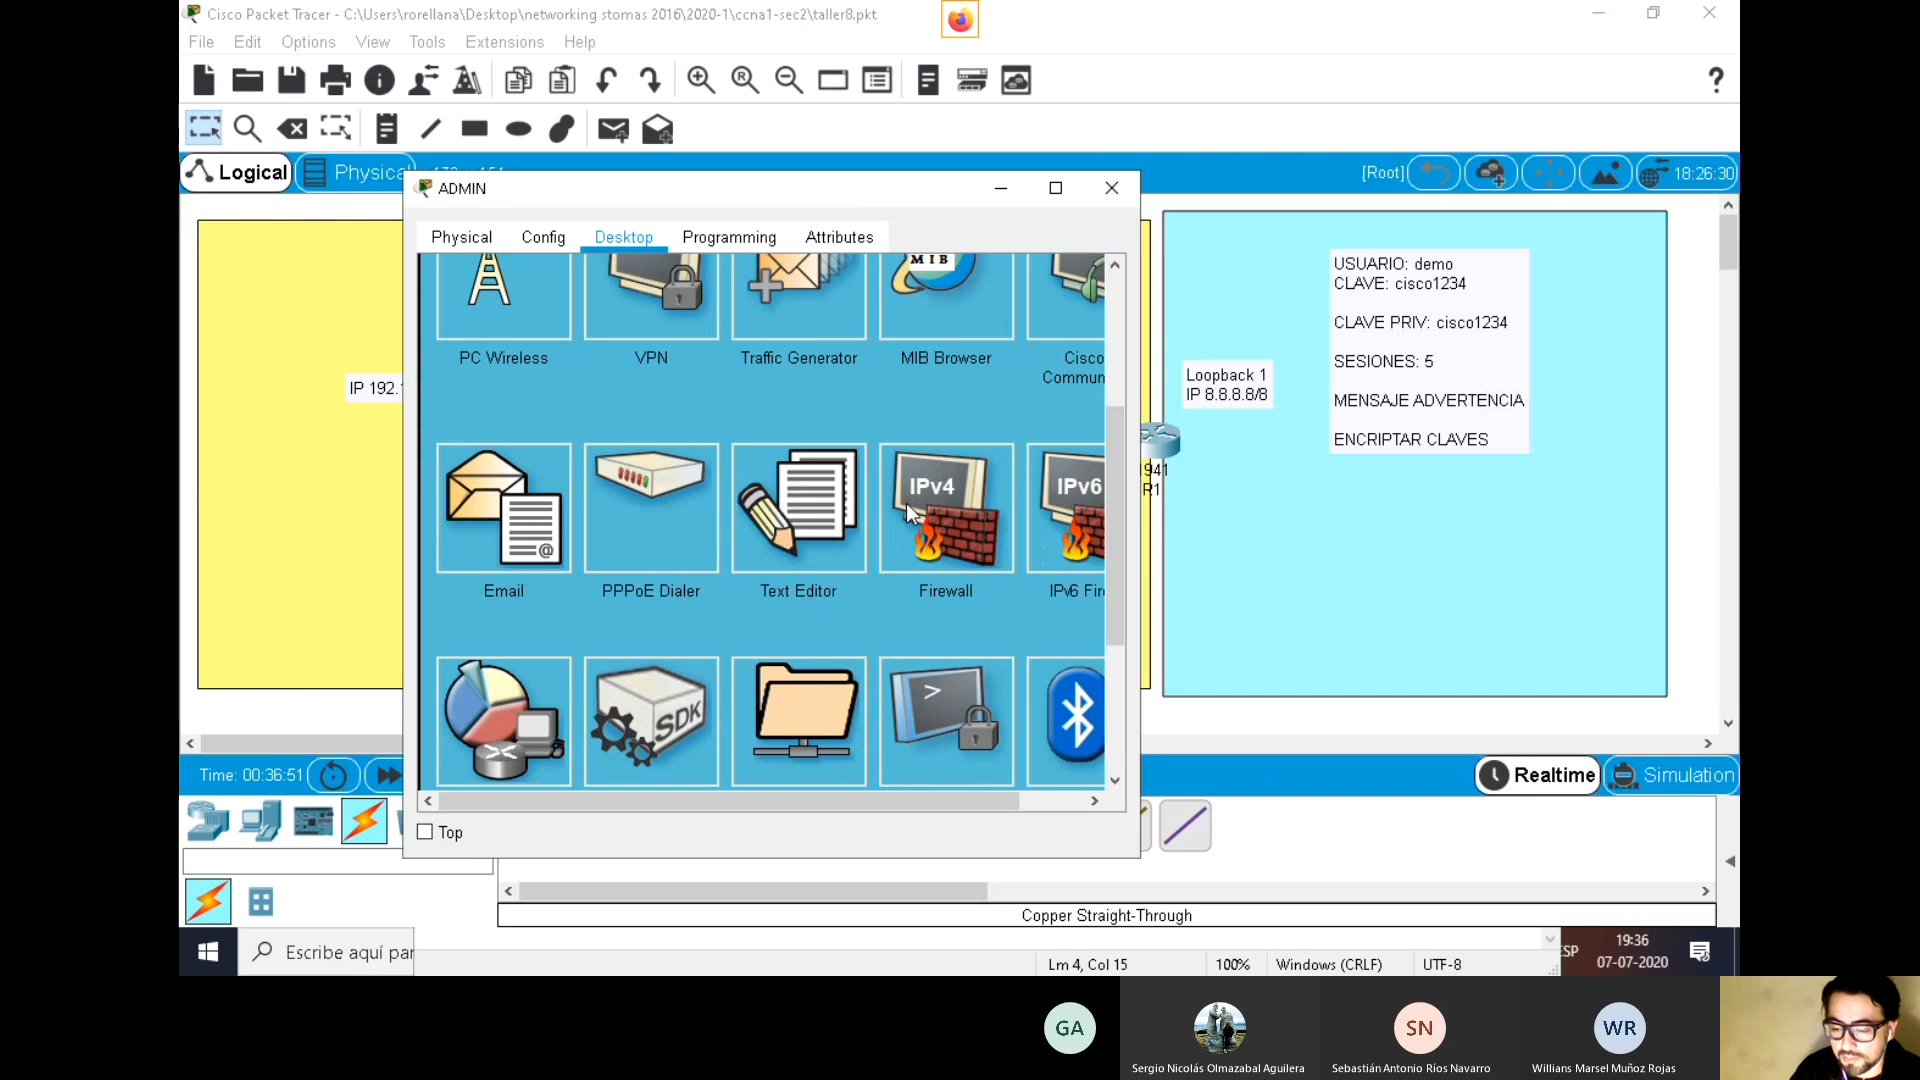 Cisco Packet Tracer - C:\Users\rorellana\Desktop\networking stomas 2016\2020-1\ccna1-sec2\taller8.pkt
File Edit Options View Tools Extensions Help
Logical
Physical
[Root]
18:26:30
ADMIN
Physical Config Desktop Programming Attributes
MIB
PC Wireless
VPN
Traffic Generator
MIB Browser
Cisco
Commun
IPv4
IPv6
@
Email
PPPoE Dialer
Text Editor
Firewall
IPv6 Fir
SDK
>
Top
IP 192.
USUARIO: demo
CLAVE: cisco1234
CLAVE PRIV: cisco1234
SESIONES: 5
MENSAJE ADVERTENCIA
ENCRIPTAR CLAVES
Loopback 1
IP 8.8.8.8/8
941
R1
Time: 00:36:51
Realtime
Simulation
Copper Straight-Through
Escribe aquí par
Lm 4, Col 15
100%
Windows (CRLF)
UTF-8
SP
19:36
07-07-2020
GA
Sergio Nicolás Olmazabal Aguilera
SN
Sebastián Antonio Ríos Navarro
WR
Willians Marsel Muñoz Rojas